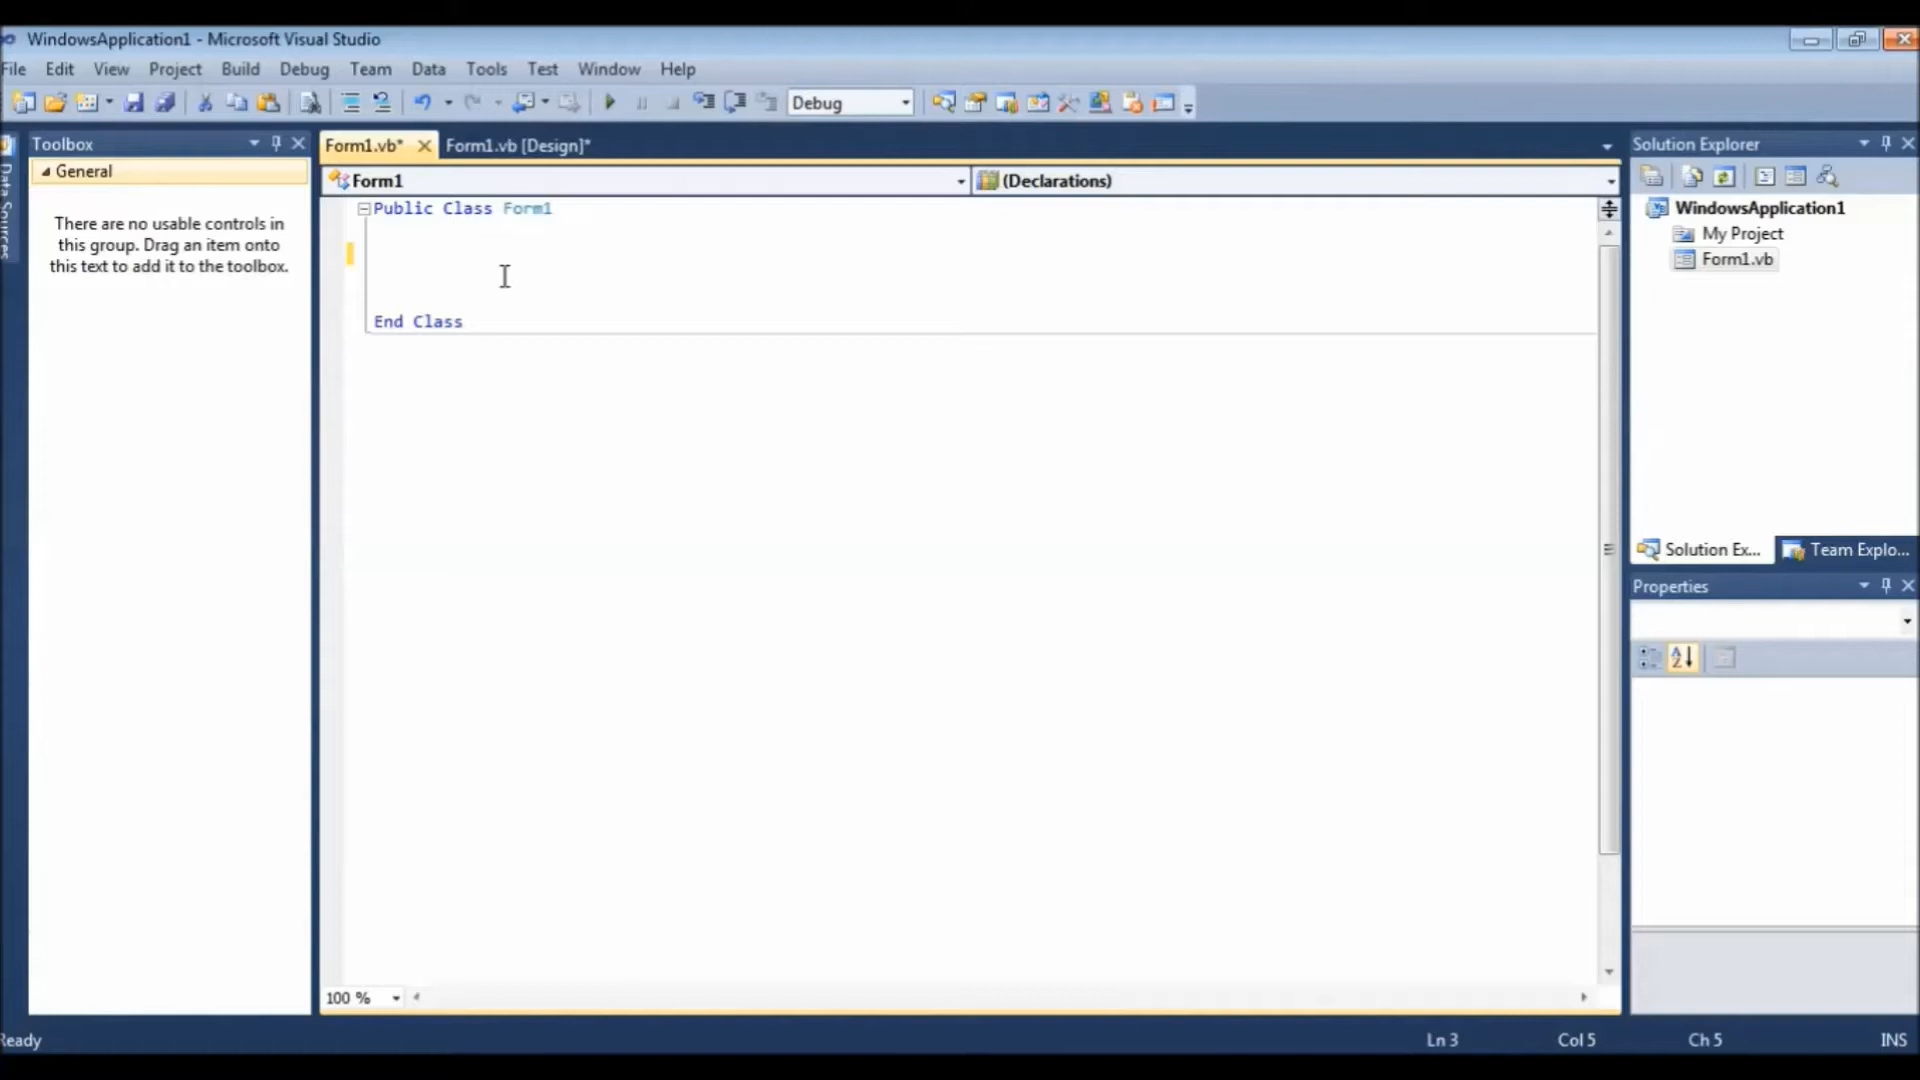 WindowsApplication1 - Microsoft Visual Studio
File Edit View Project Build Debug Team Data Tools Test Window Help
Debug
Data Sources
Toolbox
General
There are no usable controls in
this group. Drag an item onto
this text to add it to the toolbox.
Form1.vb*
Form1.vb [Design]*
Form1
(Declarations)
Public Class Form1
End Class
100 %
Solution Explorer
WindowsApplication1
My Project
Form1.vb
Solution Ex...
Team Explo...
Properties
Ready
Ln 3
Col 5
Ch 5
INS